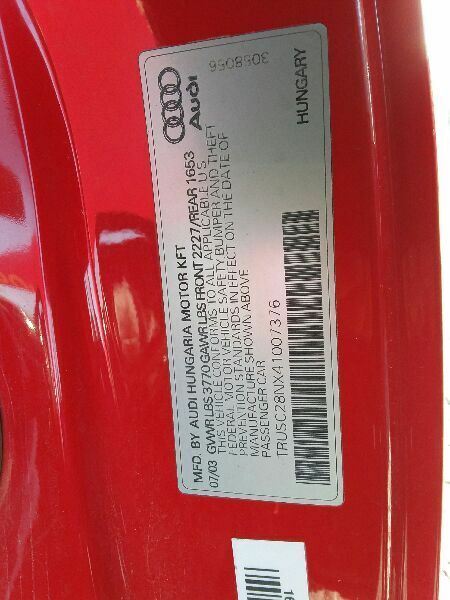 Audi
3058056
MFD. BY AUDI HUNGARIA MOTOR KFT
07/03 GVWR LBS 3770 GAWR LBS FRONT 2227/REAR 1653
THIS VEHICLE CONFORMS TO ALL APPLICABLE U S
FEDERAL MOTOR VEHICLE SAFETY BUMPER AND THEFT
PREVENTION STANDARDS IN EFFECT ON THE DATE OF
MANUFACTURE SHOWN ABOVE
PASSENGER CAR
TRUSC28NX41007376
HUNGARY
16